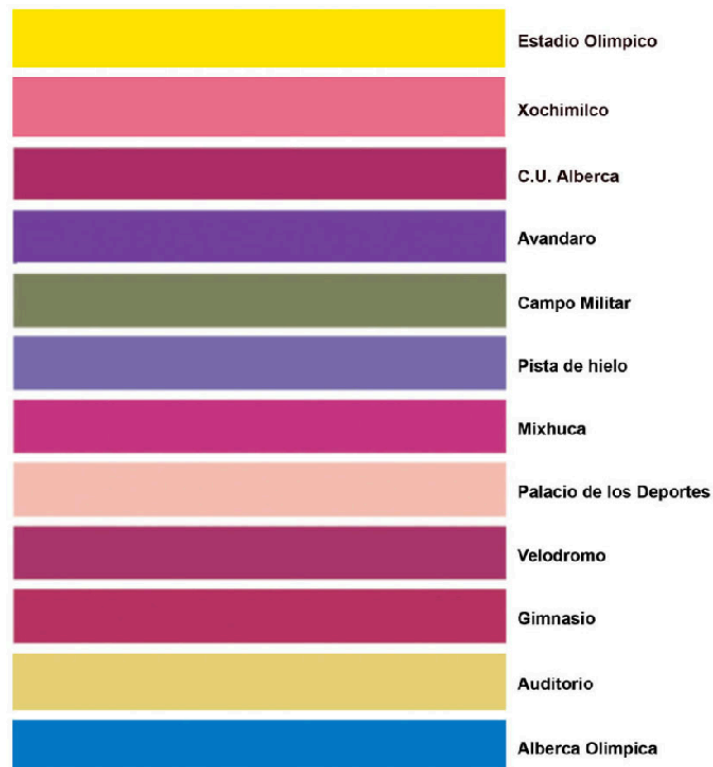 Estadio Olimpico
Xochimilco
C.U. Alberca
Avandaro
Campo Militar
Pista de hielo
Mixhuca
Palacio de los Deportes
Velodromo
Gimnasio
Auditorio
Alberca Olimpica